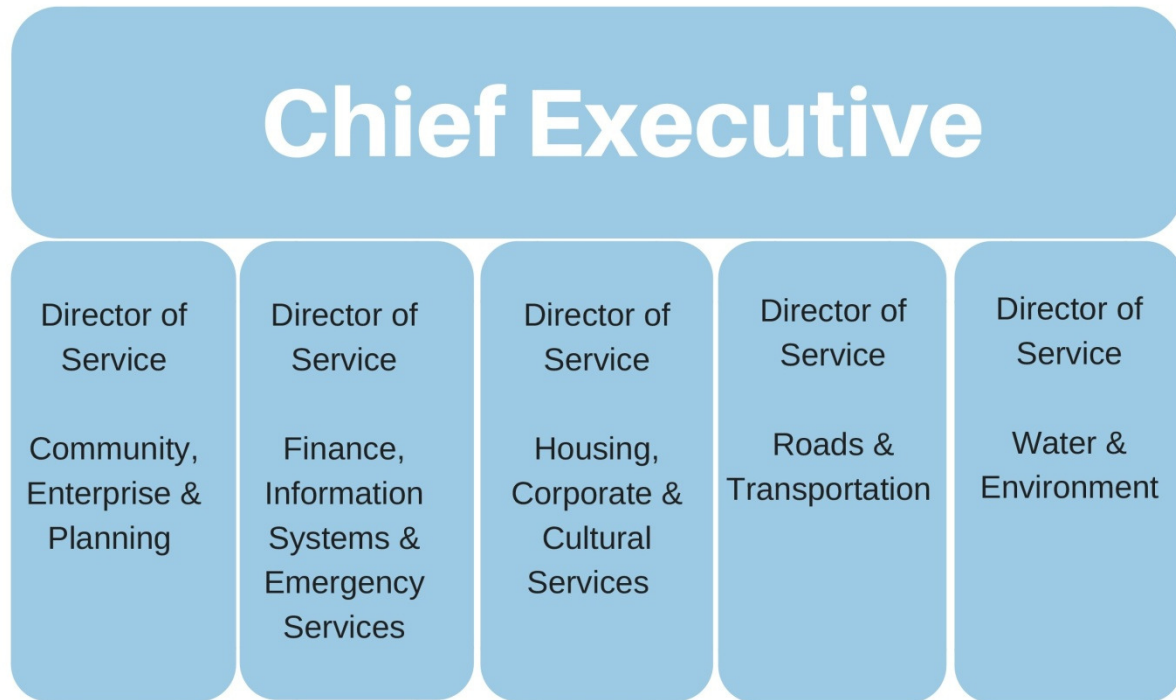 Chief Executive
Director of
Service
Community,
Enterprise &
Planning
Director of
Service
Finance,
Information
Systems &
Emergency
Services
Director of
Service
Housing,
Corporate &
Cultural
Services
Director of
Service
Roads &
Transportation
Director of
Service
Water &
Environment